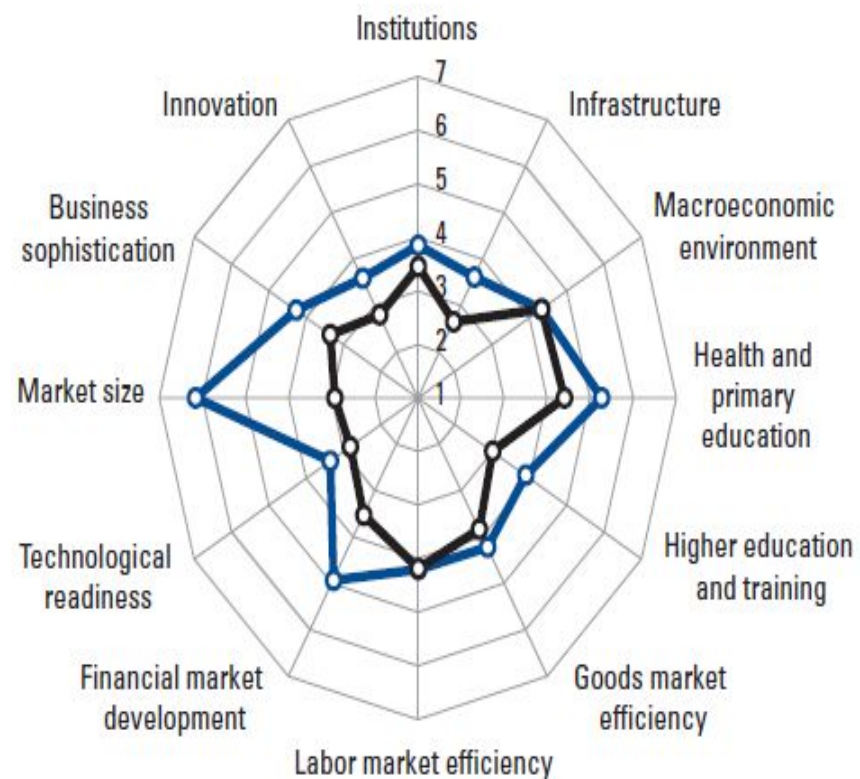 Institutions
7
6
5
4
3
2
1
Infrastructure
Macroeconomic
environment
Health and
primary
education
Higher education
and training
Goods market
efficiency
Labor market efficiency
Financial market
development
Technological
readiness
Market size
Business
sophistication
Innovation